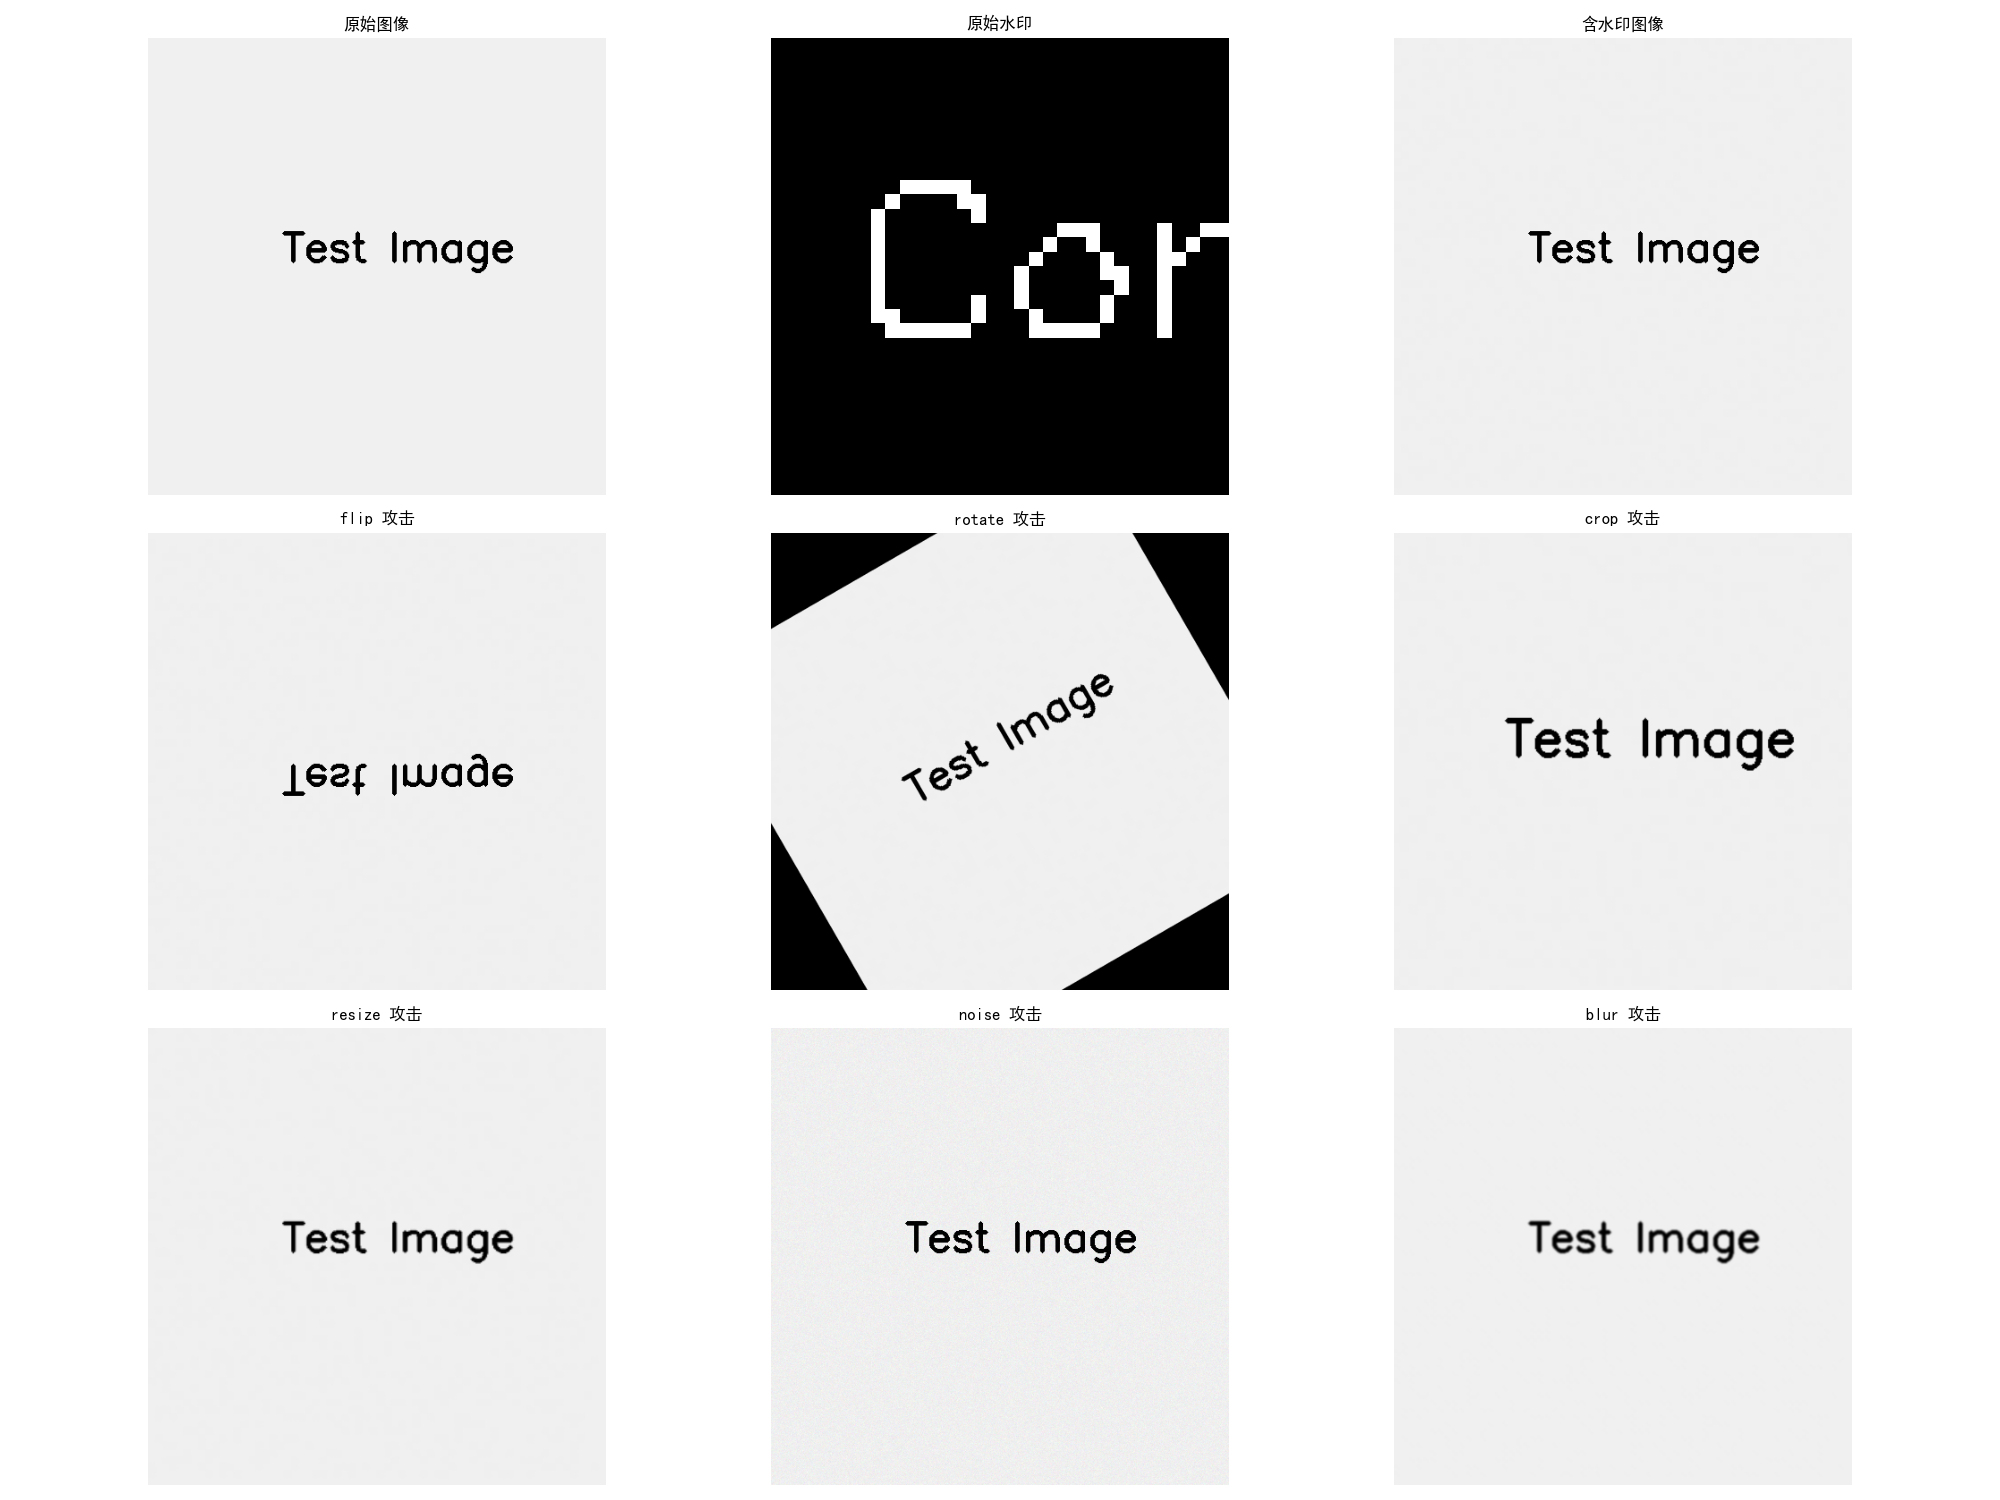 原始图像
原始水印
含水印图像
Test Image
Cor
Test Image
flip 攻击
rotate 攻击
crop 攻击
Test Image
Test Image
Test Image
resize 攻击
noise 攻击
blur 攻击
Test Image
Test Image
Test Image